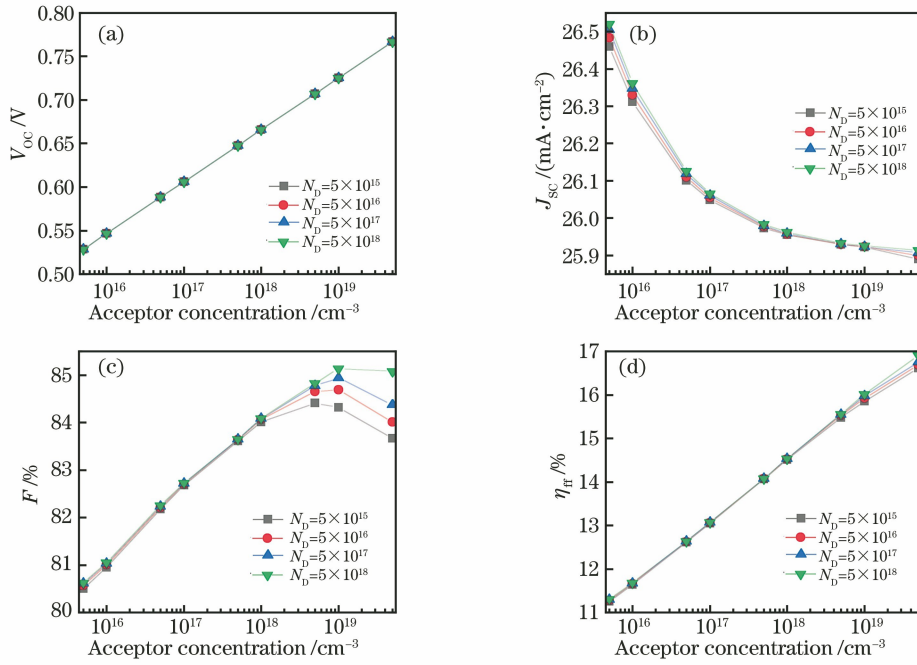 (a)
0.80
0.75
0.70
0.65
0.60
0.55
0.50
V_OC /V
N_D=5×10^15
N_D=5×10^16
N_D=5×10^17
N_D=5×10^18
10^16 10^17 10^18 10^19
Acceptor concentration /cm^−3
(b)
26.5
26.4
26.3
26.2
26.1
26.0
25.9
J_SC /(mA·cm^−2)
N_D=5×10^15
N_D=5×10^16
N_D=5×10^17
N_D=5×10^18
10^16 10^17 10^18 10^19
Acceptor concentration /cm^−3
(c)
85
84
83
82
81
80
F /%
N_D=5×10^15
N_D=5×10^16
N_D=5×10^17
N_D=5×10^18
10^16 10^17 10^18 10^19
Acceptor concentration /cm^−3
(d)
17
16
15
14
13
12
11
η_ff /%
N_D=5×10^15
N_D=5×10^16
N_D=5×10^17
N_D=5×10^18
10^16 10^17 10^18 10^19
Acceptor concentration /cm^−3